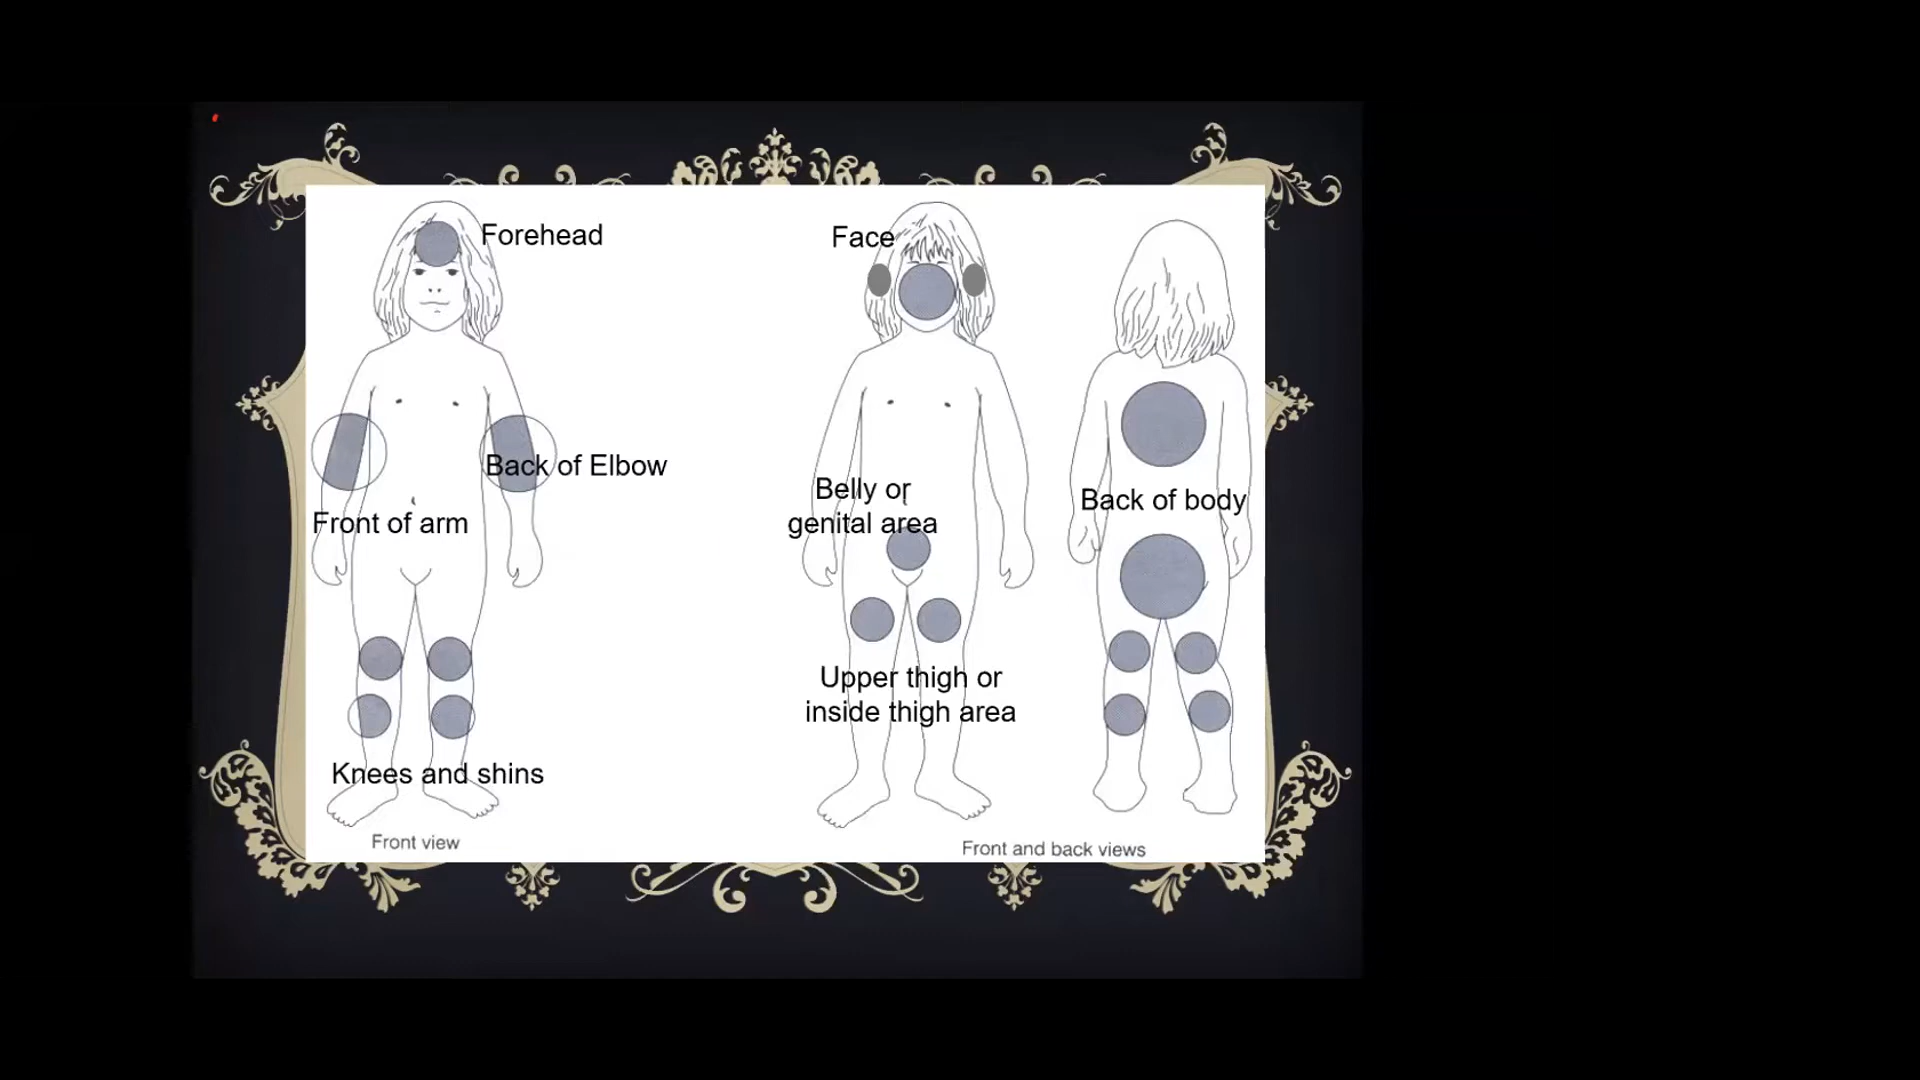 Forehead
Back of Elbow
Front of arm
Knees and shins
Front view
Face
Belly or
genital area
Upper thigh or
inside thigh area
Back of body
Front and back views